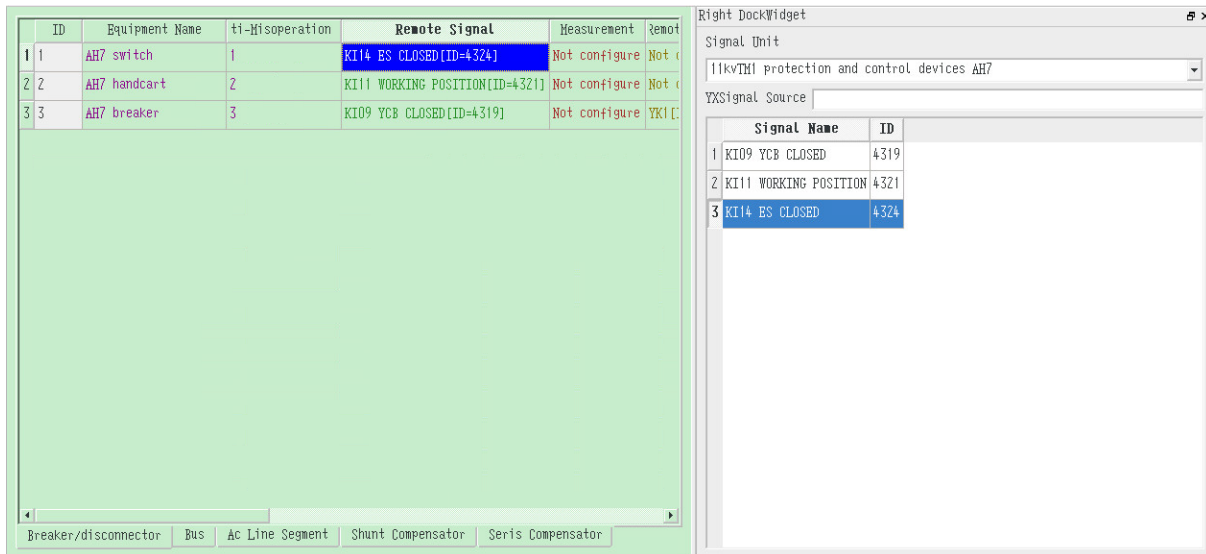 ID Equipment Name ti-Misoperation Remote Signal Measurement Remot
1 1 AH7 switch 1 KI14 ES CLOSED[ID=4324] Not configure Not
2 2 AH7 handcart 2 KI11 WORKING POSITION[ID=4321] Not configure Not
3 3 AH7 breaker 3 KI09 YCB CLOSED[ID=4319] Not configure YK1[
Breaker/disconnector Bus Ac Line Segment Shunt Compensator Seris Compensator
Right DockWidget
Signal Unit
11kvTM1 protection and control devices AH7
YXSignal Source
Signal Name ID
1 KI09 YCB CLOSED 4319
2 KI11 WORKING POSITION 4321
3 KI14 ES CLOSED 4324